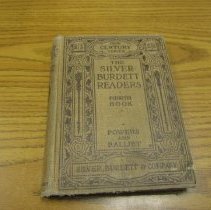 CENTURY
THE
SILVER-
BURDETT
READERS
FOURTH
BOOK
POWERS
AND
BALLIET
SILVER, BURDETT & COMPANY